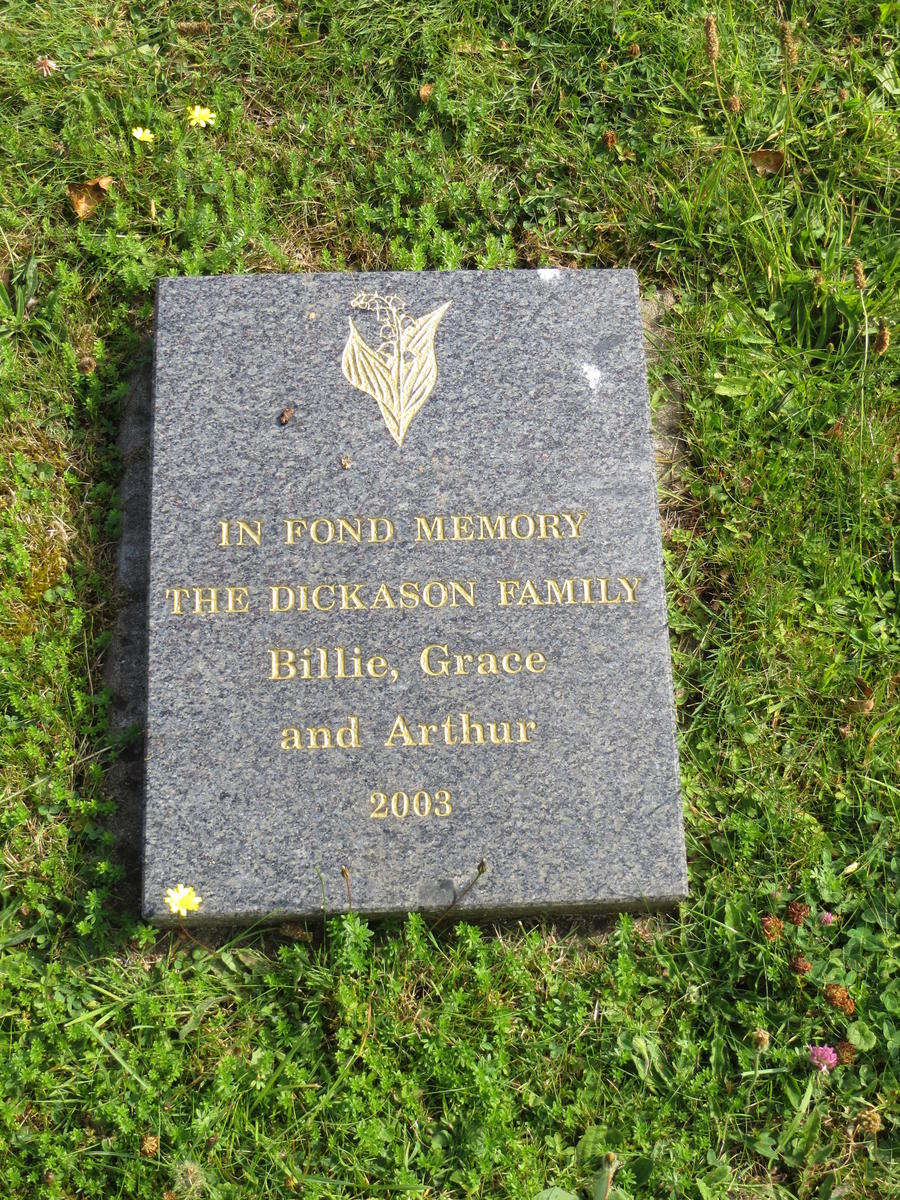 IN FOND MEMORY
THE DICKASON FAMILY
Billie, Grace
and Arthur
2003